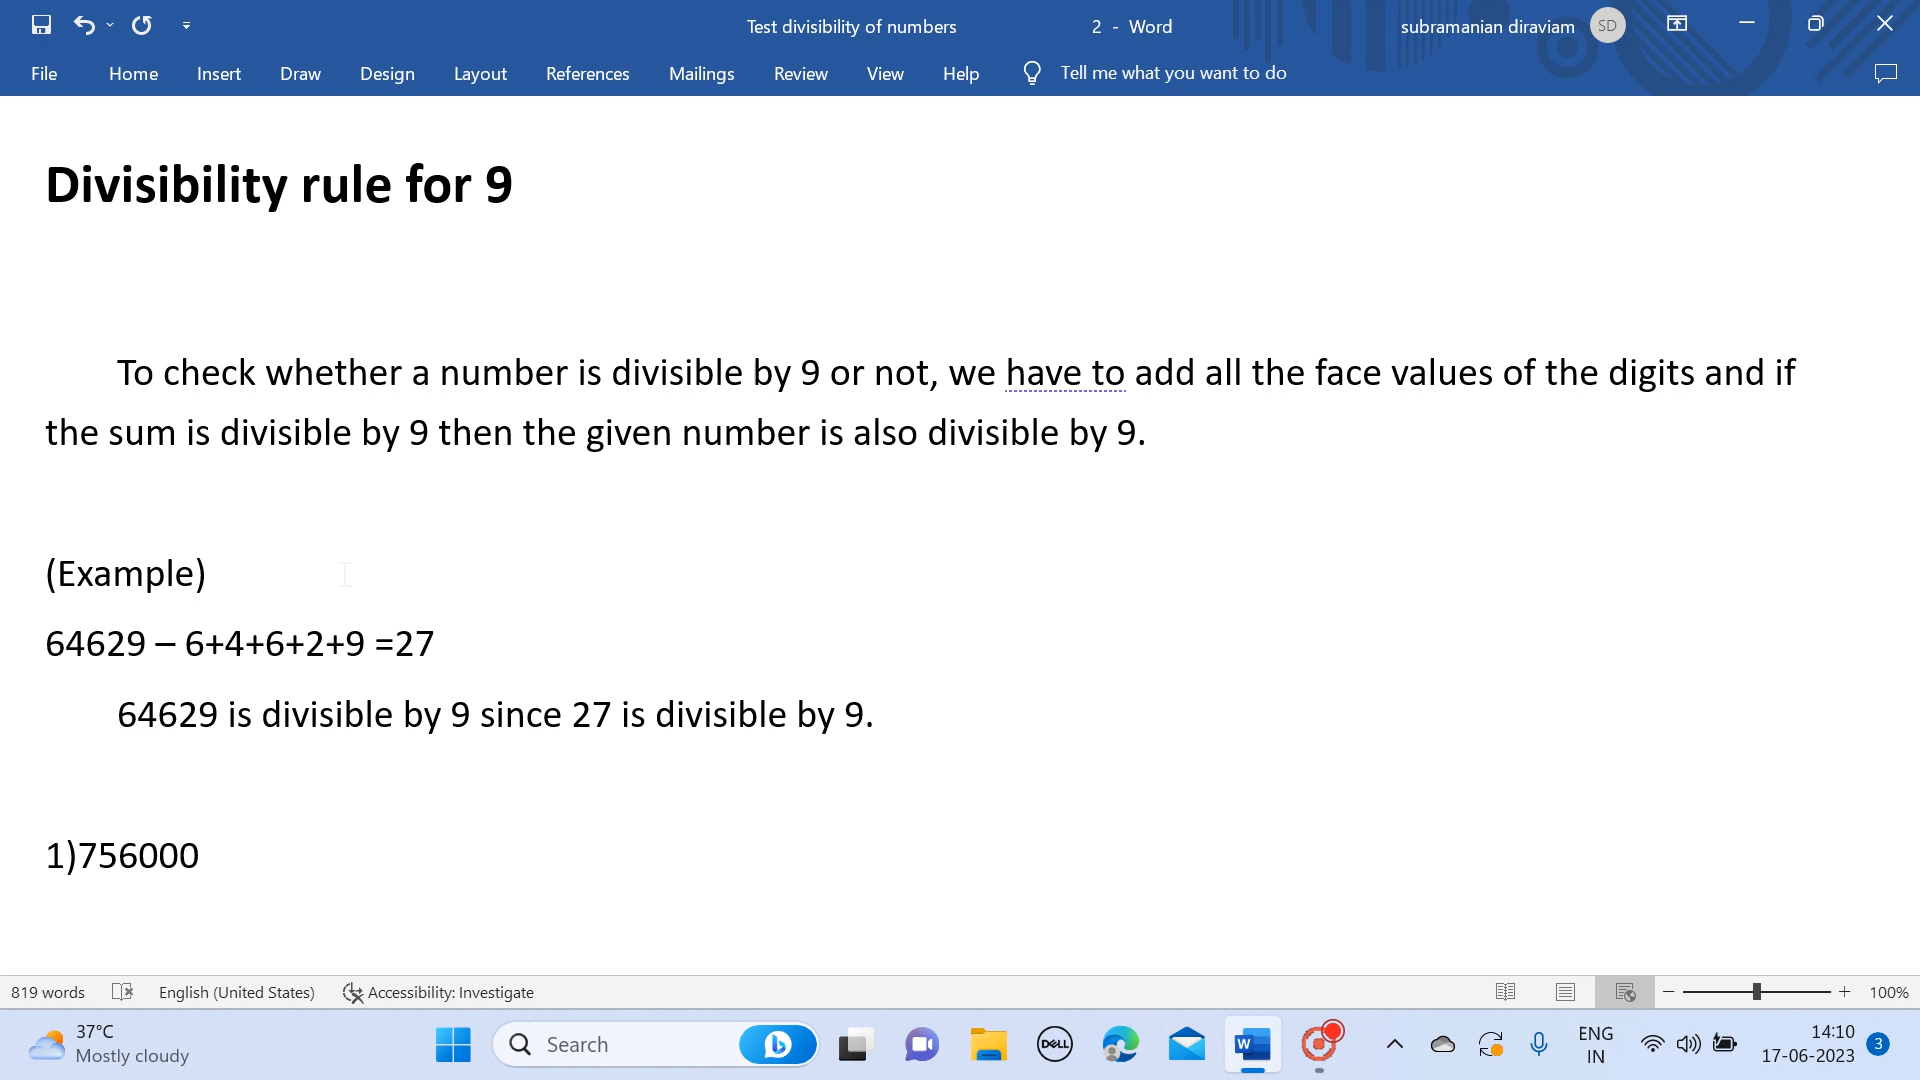 Test divisibility of numbers 2 - Word subramanian diraviam SD
File Home Insert Draw Design Layout References Mailings Review View Help Tell me what you want to do
Divisibility rule for 9
To check whether a number is divisible by 9 or not, we have to add all the face values of the digits and if
the sum is divisible by 9 then the given number is also divisible by 9.
(Example)
64629 – 6+4+6+2+9 =27
64629 is divisible by 9 since 27 is divisible by 9.
1)756000
819 words English (United States) Accessibility: Investigate 100%
37°C
Mostly cloudy
Search
DELL
W
ENG
IN
14:10
17-06-2023
3